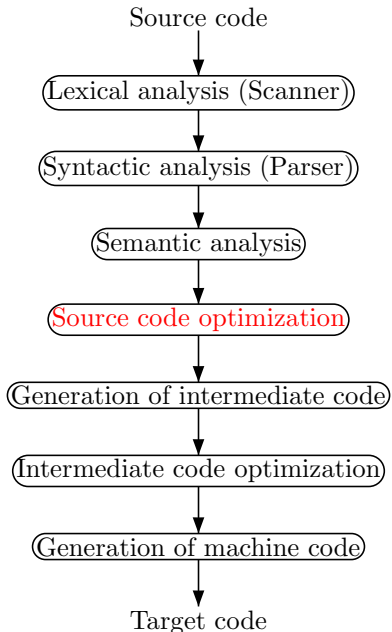 Source code
Lexical analysis (Scanner)
Syntactic analysis (Parser)
Semantic analysis
Source code optimization
Generation of intermediate code
Intermediate code optimization
Generation of machine code
Target code